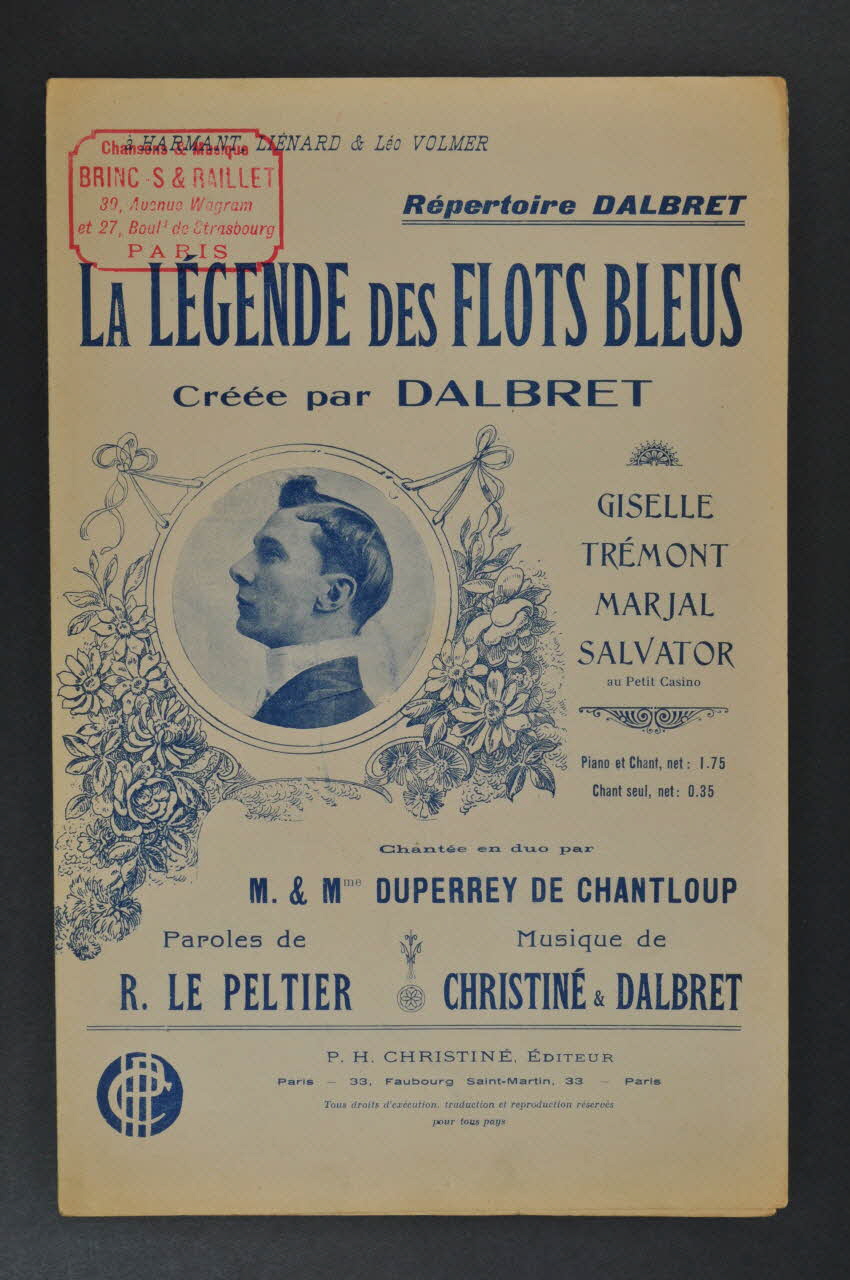 à HARMANT, LIÉNARD & Léo VOLMER
Chansons & Musique
BRINC -S & RAILLET
39, Avenue Wagram
et 27, Boulᵈ de Strasbourg
PARIS
Répertoire DALBRET
LA LÉGENDE DES FLOTS BLEUS
Créée par DALBRET
GISELLE
TRÉMONT
MARJAL
SALVATOR
au Petit Casino
Piano et Chant, net : 1.75
Chant seul, net : 0.35
Chantée en duo par
M. & Mme DUPERREY DE CHANTLOUP
Paroles de
R. LE PELTIER
Musique de
CHRISTINÉ & DALBRET
P. H. CHRISTINÉ, ÉDITEUR
Paris — 33, Faubourg Saint-Martin, 33 — Paris
Tous droits d'exécution, traduction et reproduction réservés
pour tous pays